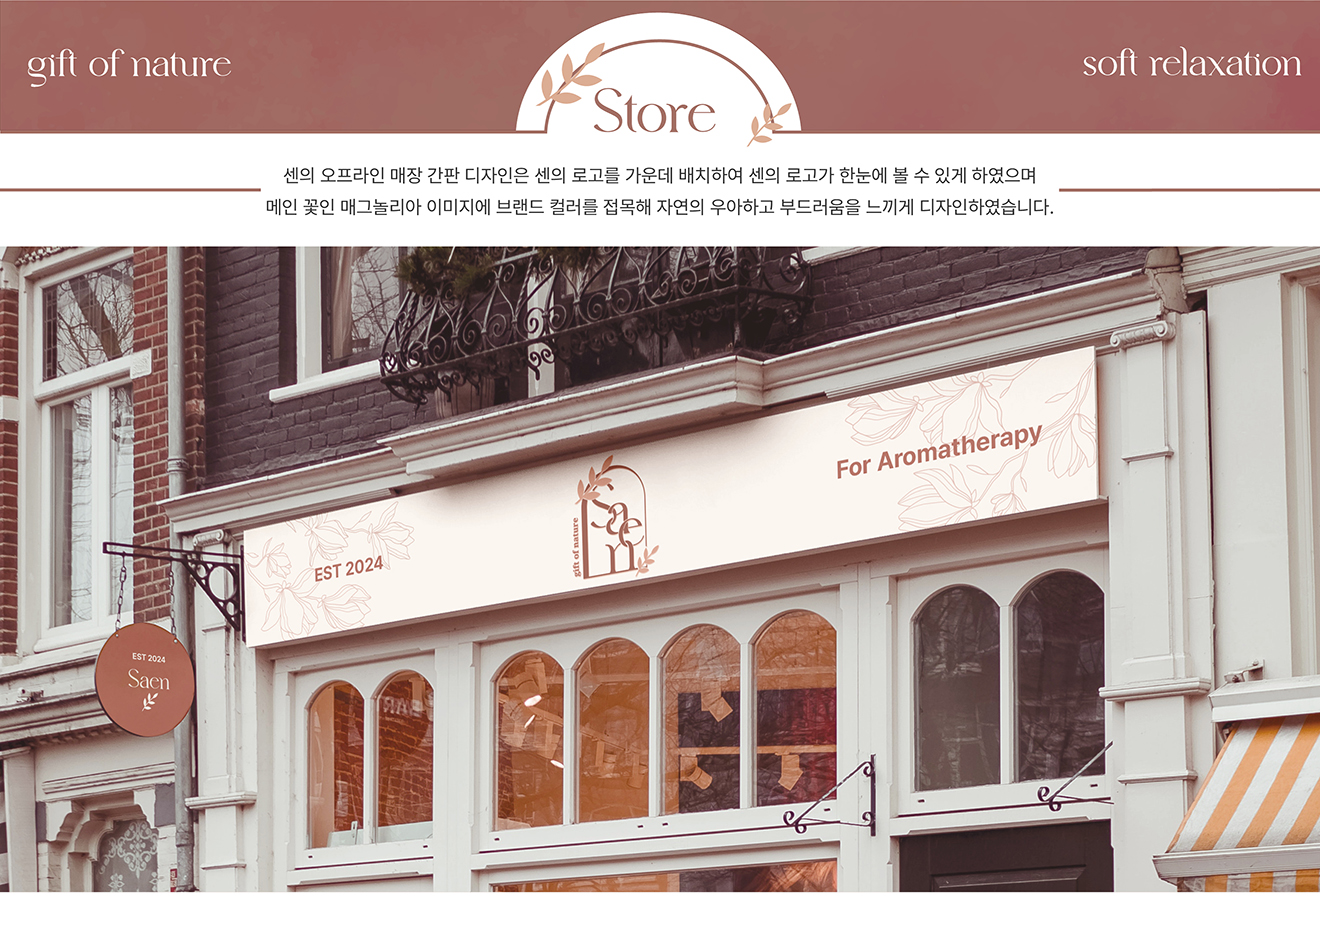 gift of nature
Store
soft relaxation
센의 오프라인 매장 간판 디자인은 센의 로고를 가운데 배치하여 센의 로고가 한눈에 볼 수 있게 하였으며
메인 꽃인 매그놀리아 이미지에 브랜드 컬러를 접목해 자연의 우아하고 부드러움을 느끼게 디자인하였습니다.
For Aromatherapy
gift of nature
Saen
EST 2024
EST 2024
Saen